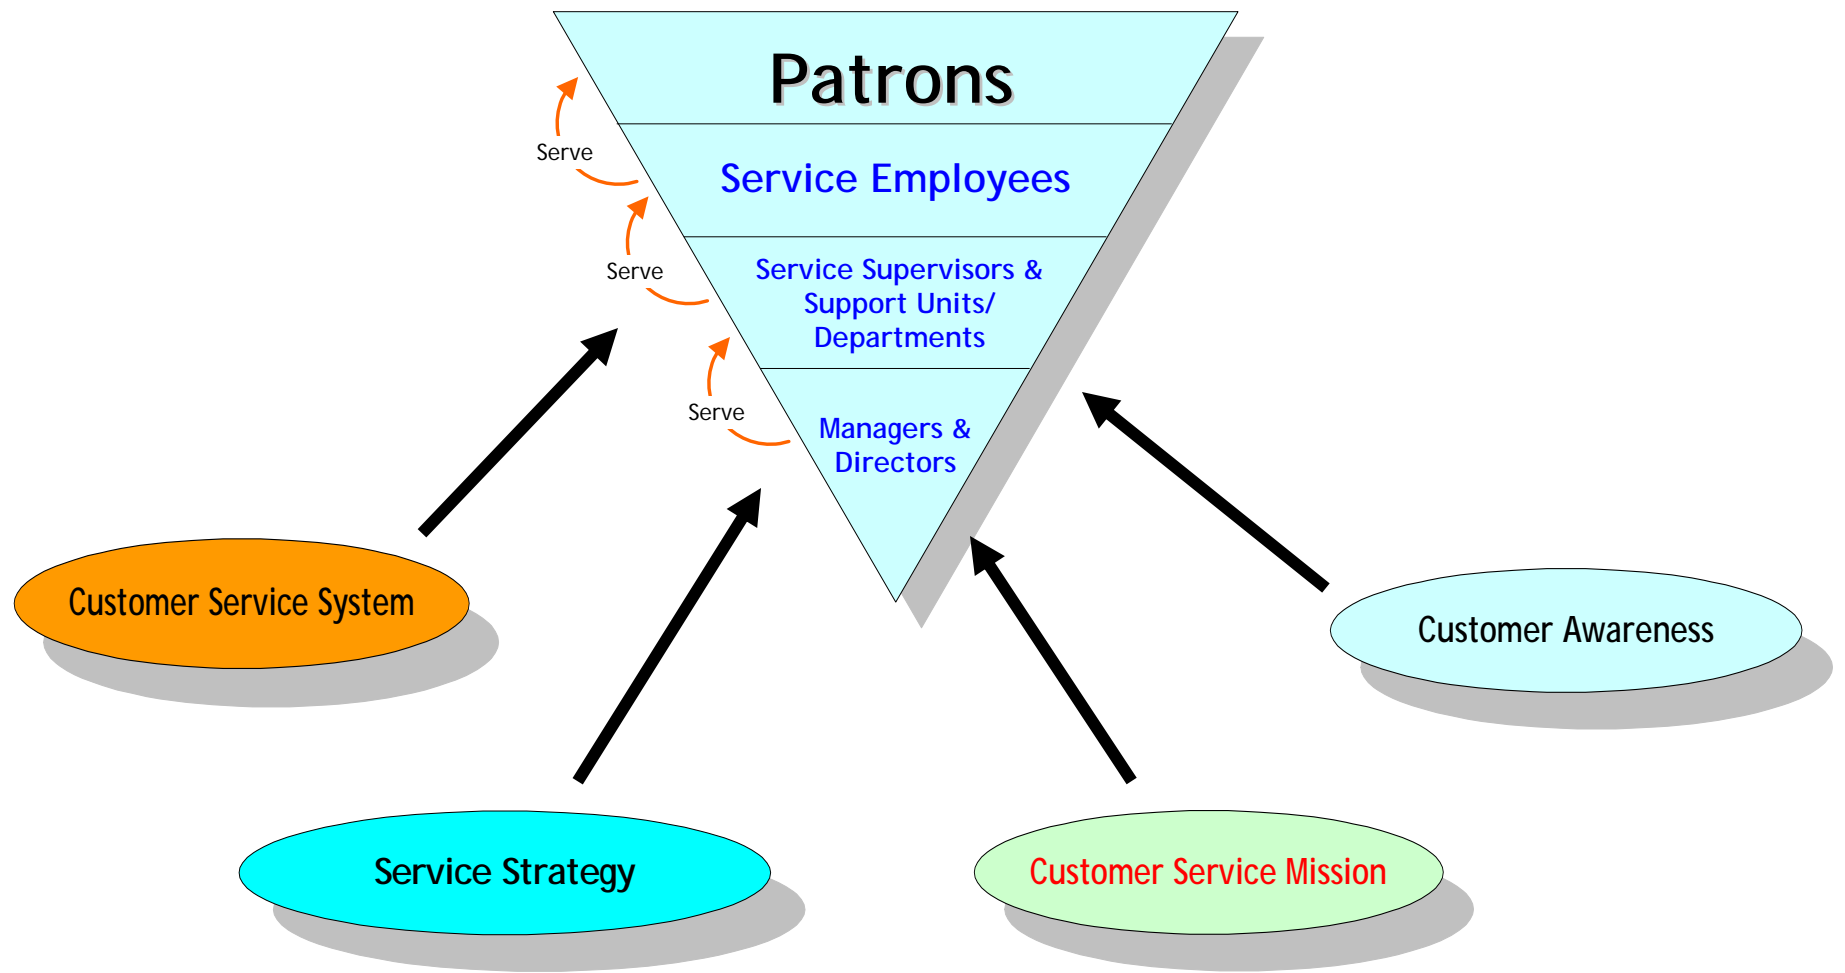 Patrons
Serve
Service Employees
Serve
Service Supervisors &
Support Units/
Departments
Serve
Managers &
Directors
Customer Service System
Customer Awareness
Service Strategy
Customer Service Mission